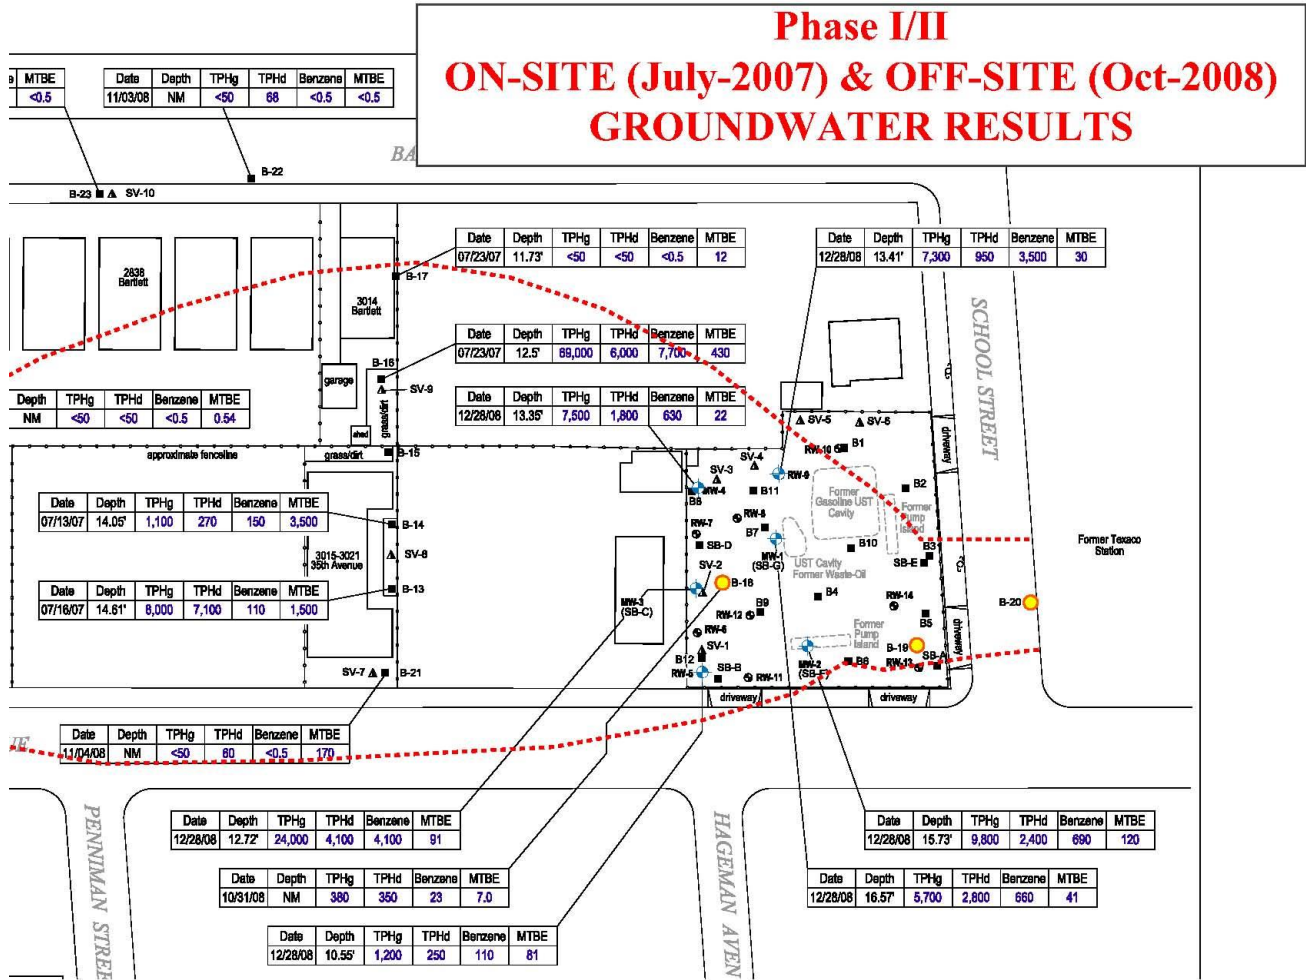 Phase I/II
ON-SITE (July-2007) & OFF-SITE (Oct-2008)
GROUNDWATER RESULTS
MTBE
<0.5
Date Depth TPHg TPHd Benzene MTBE
11/03/08 NM <50 68 <0.5 <0.5
B-22
B-23 SV-10
Date Depth TPHg TPHd Benzene MTBE
07/23/07 11.73' <50 <50 <0.5 12
Date Depth TPHg TPHd Benzene MTBE
12/28/08 13.41' 7,300 950 3,500 30
2838
Bartlett
B-17
3014
Bartlett
SCHOOL STREET
Date Depth TPHg TPHd Benzene MTBE
07/23/07 12.5' 69,000 6,000 7,700 430
B-16
garage
SV-9
grass/dirt
Depth TPHg TPHd Benzene MTBE
NM <50 <50 <0.5 0.54
Date Depth TPHg TPHd Benzene MTBE
12/28/08 13.35' 7,500 1,800 630 22
shed
SV-5
SV-6
driveway
approximate fenceline
grass/dirt
B-15
RW-10
B1
SV-4
SV-3
RW-9
MW-4
B8
B11
B2
Former
Gasoline UST
Cavity
Former
Pump
Island
Date Depth TPHg TPHd Benzene MTBE
07/13/07 14.05' 1,100 270 150 3,500
B-14
RW-7
RW-8
B7
SB-D
MW-1
(SB-G)
B10
B3
SB-E
Former Texaco
Station
3015-3021
35th Avenue
SV-8
SV-2
UST Cavity
Former Waste-Oil
Date Depth TPHg TPHd Benzene MTBE
07/16/07 14.61' 8,000 7,100 110 1,500
B-13
B-18
MW-3
(SB-C)
B4
RW-14
B-20
RW-12
B9
B5
RW-6
Former
Pump
Island
driveway
SV-1
B12
B-19
SB-A
SV-7
B-21
RW-5
SB-B
RW-11
MW-2
(SB-F)
B6
RW-13
driveway
driveway
Date Depth TPHg TPHd Benzene MTBE
11/04/08 NM <50 60 <0.5 170
Date Depth TPHg TPHd Benzene MTBE
12/28/08 12.72' 24,000 4,100 4,100 91
Date Depth TPHg TPHd Benzene MTBE
12/28/08 15.73' 9,800 2,400 690 120
PENNIMAN STREE
HAGEMAN AVEN
Date Depth TPHg TPHd Benzene MTBE
10/31/08 NM 380 350 23 7.0
Date Depth TPHg TPHd Benzene MTBE
12/28/08 16.57' 5,700 2,800 660 41
Date Depth TPHg TPHd Benzene MTBE
12/28/08 10.55' 1,200 250 110 81